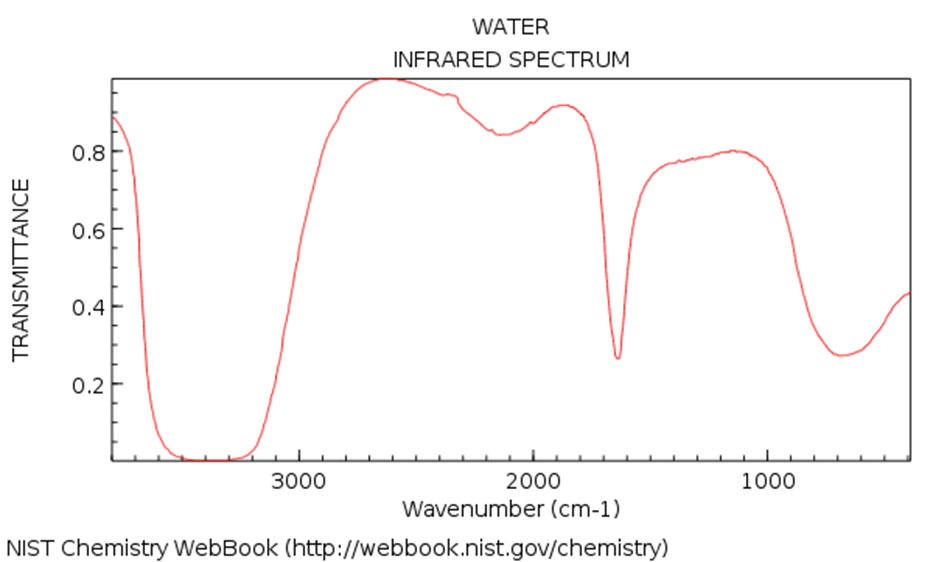 WATER
INFRARED SPECTRUM
TRANSMITTANCE
0.8
0.6
0.4
0.2
3000 2000 1000
Wavenumber (cm-1)
NIST Chemistry WebBook (http://webbook.nist.gov/chemistry)